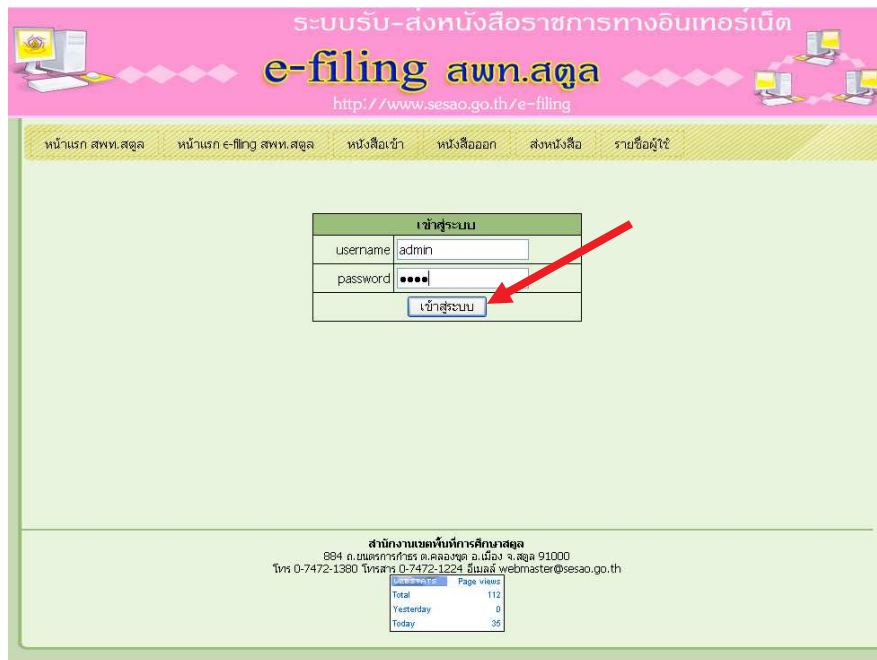 ระบบรับ-ส่งหนังสือราชการทางอินเทอร์เน็ต
e-filing สพท.สตูล
http://www.sesao.go.th/e-filing
หน้าแรก สพท.สตูล หน้าแรก e-filing สพท.สตูล หนังสือเข้า หนังสือออก ส่งหนังสือ รายชื่อผู้ใช้
เข้าสู่ระบบ
username admin
password ●●●●
เข้าสู่ระบบ
สำนักงานเขตพื้นที่การศึกษาสตูล
884 ถ.ยนตรการกำธร ต.คลองขุด อ.เมือง จ.สตูล 91000
โทร 0-7472-1380 โทรสาร 0-7472-1224 อีเมลล์ webmaster@sesao.go.th
WEBSTATS Page views
Total 112
Yesterday 0
Today 35